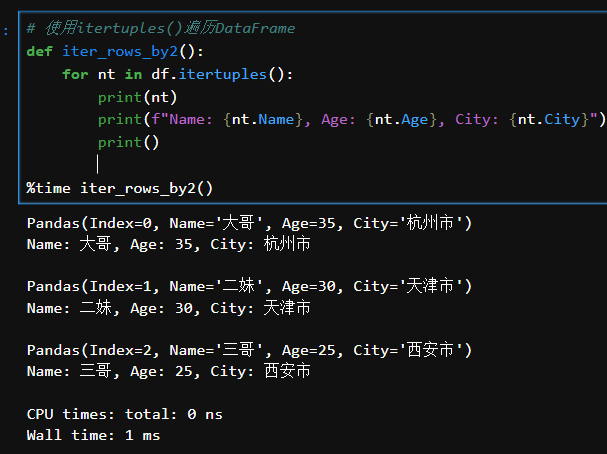 :
# 使用itertuples()遍历DataFrame
def iter_rows_by2():
    for nt in df.itertuples():
        print(nt)
        print(f"Name: {nt.Name}, Age: {nt.Age}, City: {nt.City}")
        print()
%time iter_rows_by2()
Pandas(Index=0, Name='大哥', Age=35, City='杭州市')
Name: 大哥, Age: 35, City: 杭州市
Pandas(Index=1, Name='二妹', Age=30, City='天津市')
Name: 二妹, Age: 30, City: 天津市
Pandas(Index=2, Name='三哥', Age=25, City='西安市')
Name: 三哥, Age: 25, City: 西安市
CPU times: total: 0 ns
Wall time: 1 ms